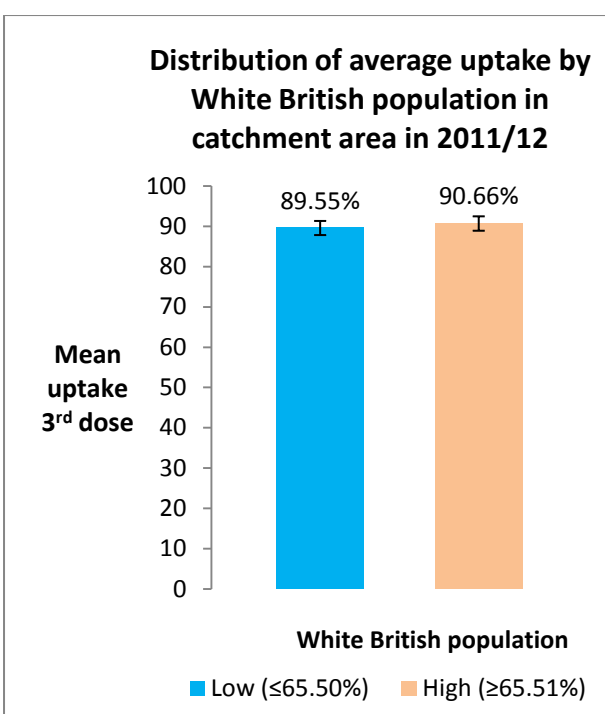 Distribution of average uptake by
White British population in
catchment area in 2011/12
100
90
80
70
60
50
40
30
20
10
0
89.55%
90.66%
Mean
uptake
3rd dose
White British population
Low (≤65.50%)
High (≥65.51%)